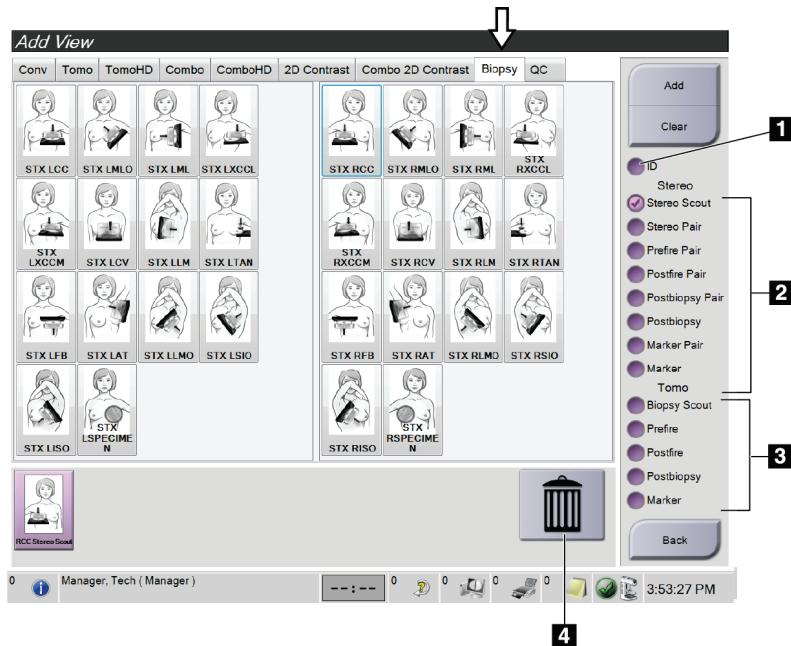 Add View
Conv Tomo TomoHD Combo ComboHD 2D Contrast Combo 2D Contrast Biopsy QC
STX LCC STX LMLO STX LML STX LXCCL
STX RCC STX RMLO STX RML STX RXCCL
STX LXCCM STX LCV STX LLM STX LTAN
STX RXCCM STX RCV STX RLM STX RTAN
STX LFB STX LAT STX LLMO STX LSIO
STX RFB STX RAT STX RLMO STX RSIO
STX LISO STX LSPECIMEN
STX RISO STX RSPECIMEN
RCC Stereo Scout
Add
Clear
ID
Stereo
Stereo Scout
Stereo Pair
Prefire Pair
Postfire Pair
Postbiopsy Pair
Postbiopsy
Marker Pair
Marker
Tomo
Biopsy Scout
Prefire
Postfire
Postbiopsy
Marker
Back
1
2
3
0 Manager, Tech ( Manager ) --:-- 0 0 0 0 3:53:27 PM
4